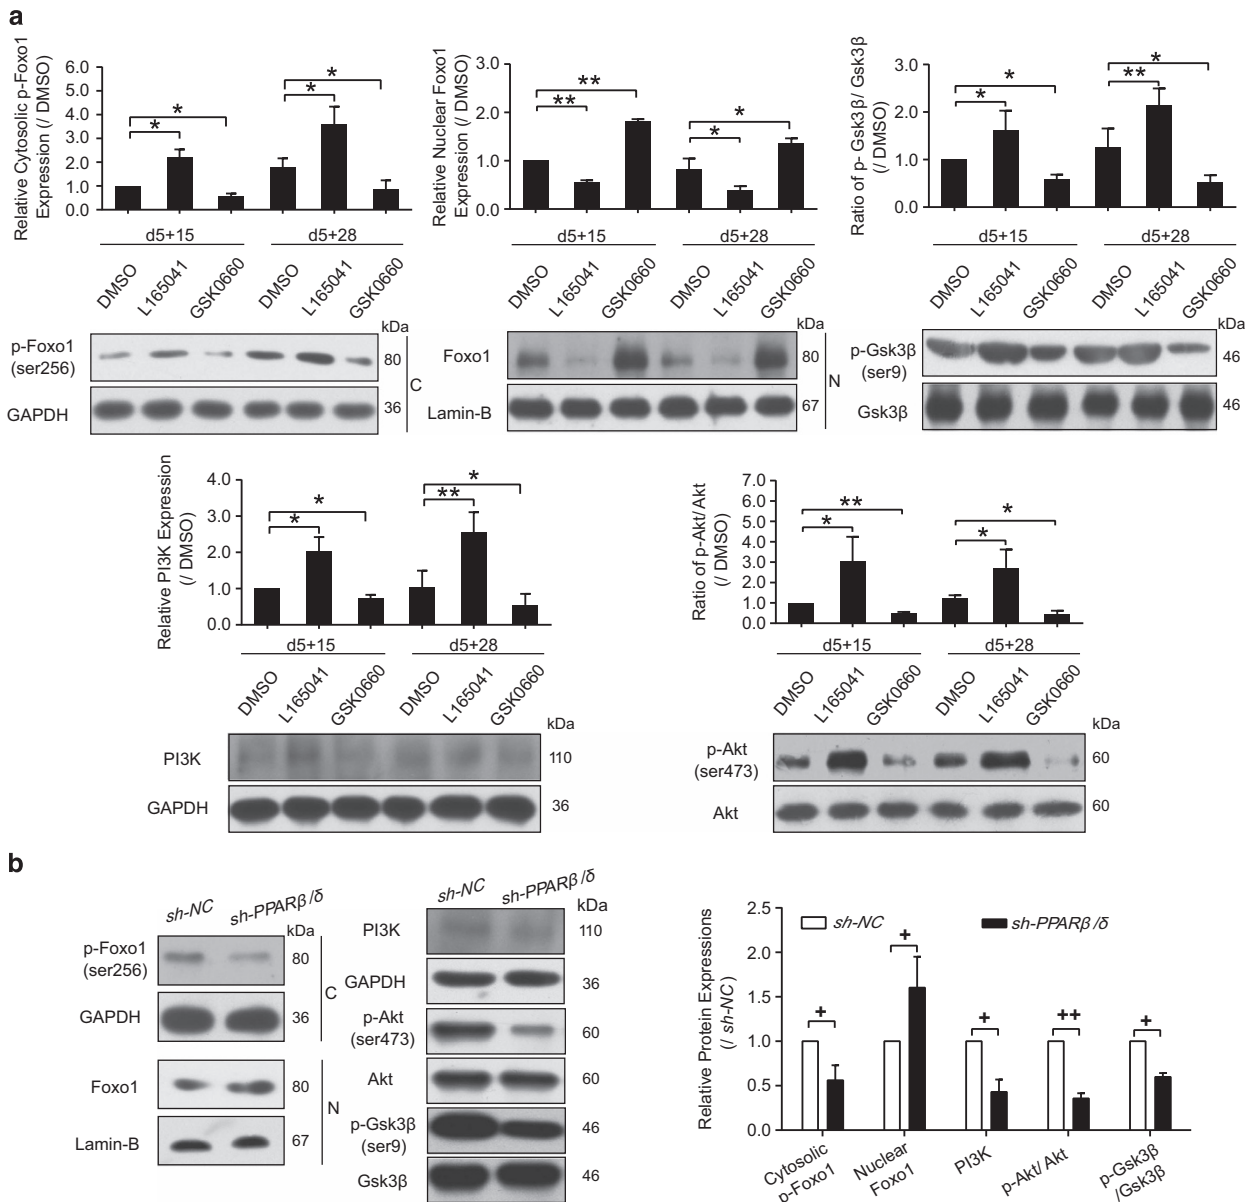 a
Relative Cytosolic p-Foxo1
Expression (/ DMSO)
6.0
5.0
4.0
3.0
2.0
1.0
0.0
*
*
*
*
d5+15
d5+28
DMSO
L165041
GSK0660
DMSO
L165041
GSK0660
kDa
p-Foxo1
(ser256)
80
GAPDH
36
C
Relative Nuclear Foxo1
Expression (/ DMSO)
3.0
2.0
1.0
0.0
**
**
*
*
d5+15
d5+28
DMSO
L165041
GSK0660
DMSO
L165041
GSK0660
kDa
Foxo1
80
Lamin-B
67
N
Ratio of p- Gsk3β/ Gsk3β
(/ DMSO)
3.0
2.0
1.0
0.0
*
*
*
**
d5+15
d5+28
DMSO
L165041
GSK0660
DMSO
L165041
GSK0660
kDa
p-Gsk3β
(ser9)
46
Gsk3β
46
Relative PI3K Expression
(/ DMSO)
4.0
3.0
2.0
1.0
0.0
*
*
*
**
d5+15
d5+28
DMSO
L165041
GSK0660
DMSO
L165041
GSK0660
kDa
PI3K
110
GAPDH
36
Ratio of p-Akt/ Akt
(/ DMSO)
7.0
6.0
5.0
4.0
3.0
2.0
1.0
0.0
**
*
*
*
d5+15
d5+28
DMSO
L165041
GSK0660
DMSO
L165041
GSK0660
kDa
p-Akt
(ser473)
60
Akt
60
b
sh-NC
sh-PPARβ/δ
kDa
p-Foxo1
(ser256)
80
GAPDH
36
C
Foxo1
80
Lamin-B
67
N
sh-NC
sh-PPARβ/δ
kDa
PI3K
110
GAPDH
36
p-Akt
(ser473)
60
Akt
60
p-Gsk3β
(ser9)
46
Gsk3β
46
Relative Protein Expressions
(/ sh-NC)
2.5
2.0
1.5
1.0
0.5
0.0
sh-NC
sh-PPARβ/δ
+
+
+
++
+
Cytosolic
p-Foxo1
Nuclear
Foxo1
PI3K
p-Akt/ Akt
p-Gsk3β
/Gsk3β